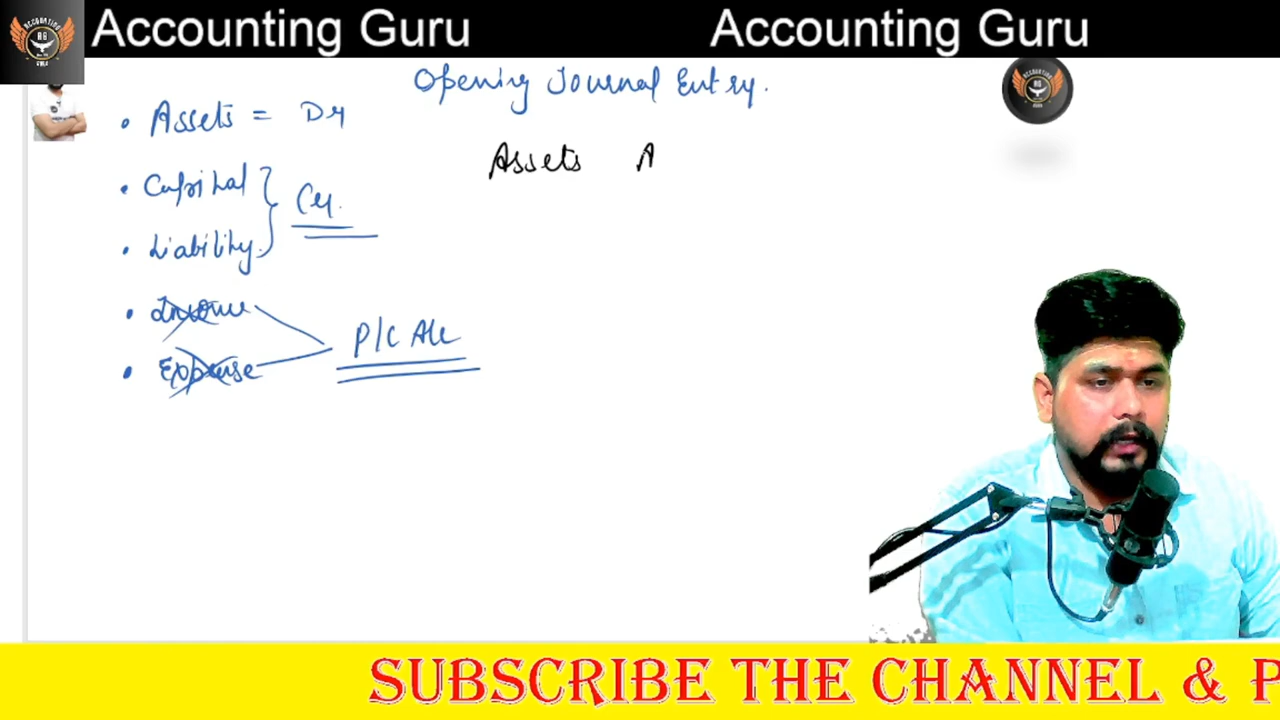 Accounting Guru
Accounting Guru
Opening Journal Entry.
• Assets = Dr
Assets A
• Capital
Cr.
• Liability
• Income
• Expense
P/L A/c
SUBSCRIBE THE CHANNEL & P